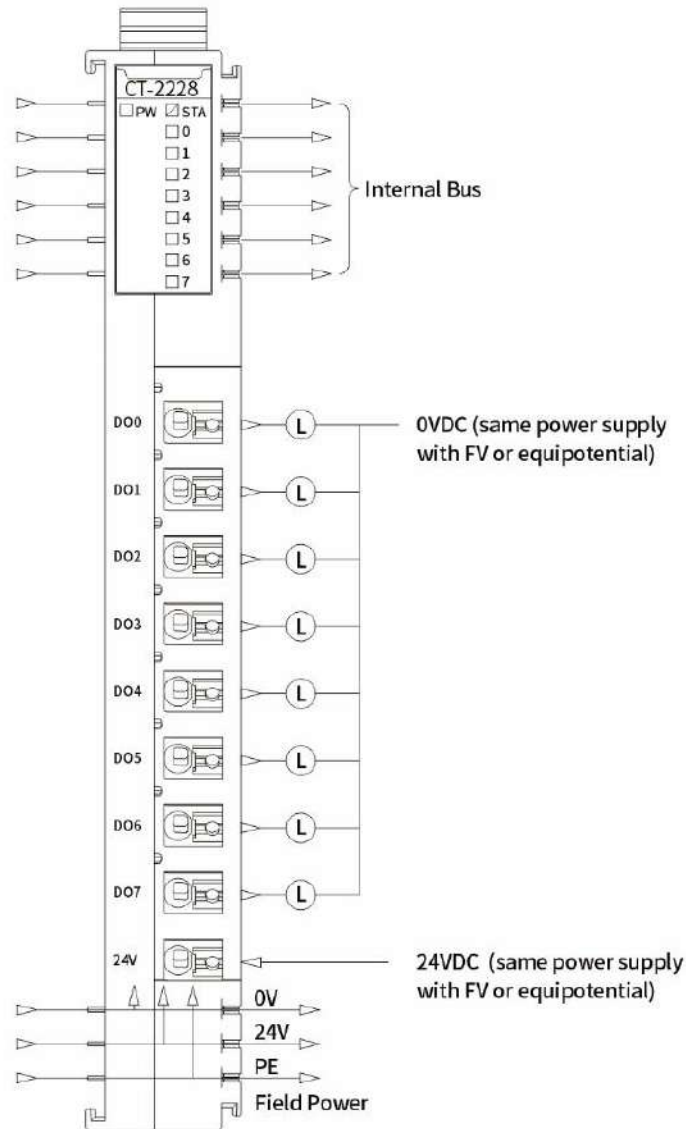 CT-2228
PW STA
0
1
2
3
4
5
6
7
Internal Bus
DO0 L 0VDC (same power supply
with FV or equipotential)
DO1 L
DO2 L
DO3 L
DO4 L
DO5 L
DO6 L
DO7 L
24V 24VDC (same power supply
with FV or equipotential)
0V
24V
PE
Field Power